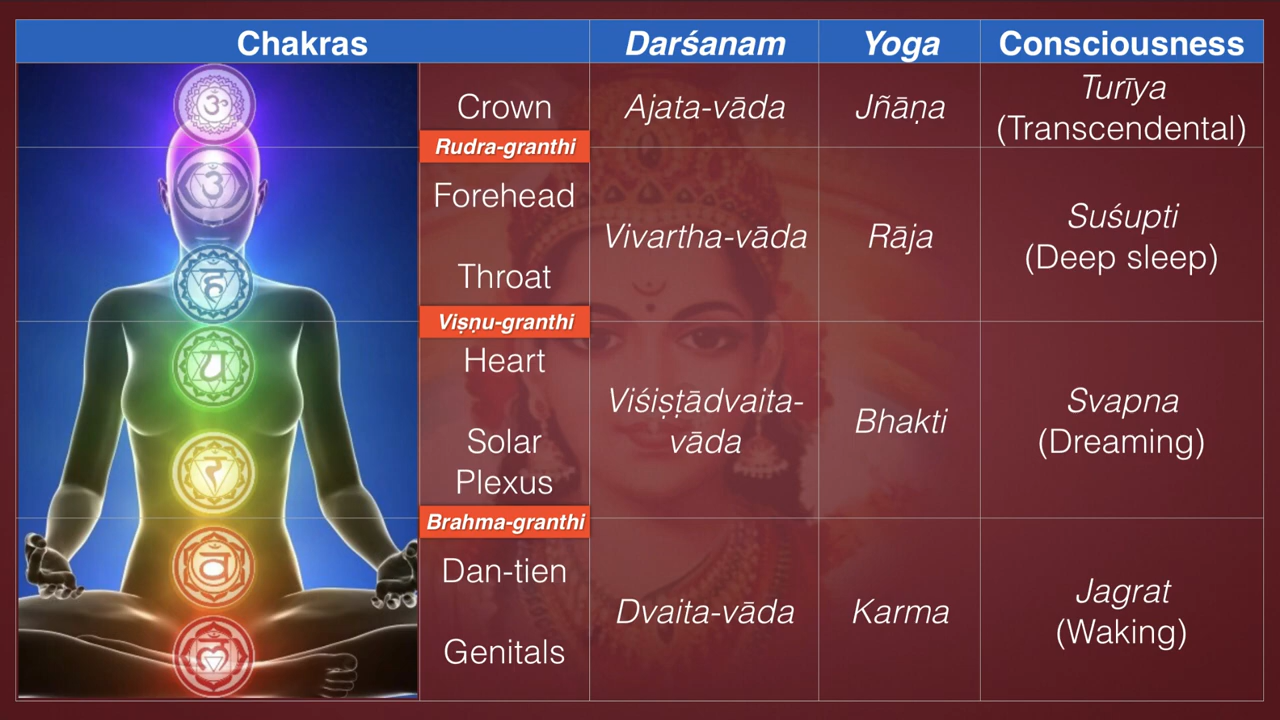 Chakras
Darśanam
Yoga
Consciousness
ॐ
Crown
Ajata-vāda
Jñāṇa
Turīya
(Transcendental)
Rudra-granthi
Forehead
Throat
Vivartha-vāda
Rāja
Suśupti
(Deep sleep)
हं
Viṣṇu-granthi
Heart
Solar
Plexus
Viśiṣṭādvaita-
vāda
Bhakti
Svapna
(Dreaming)
यं
रं
Brahma-granthi
Dan-tien
Genitals
Dvaita-vāda
Karma
Jagrat
(Waking)
वं